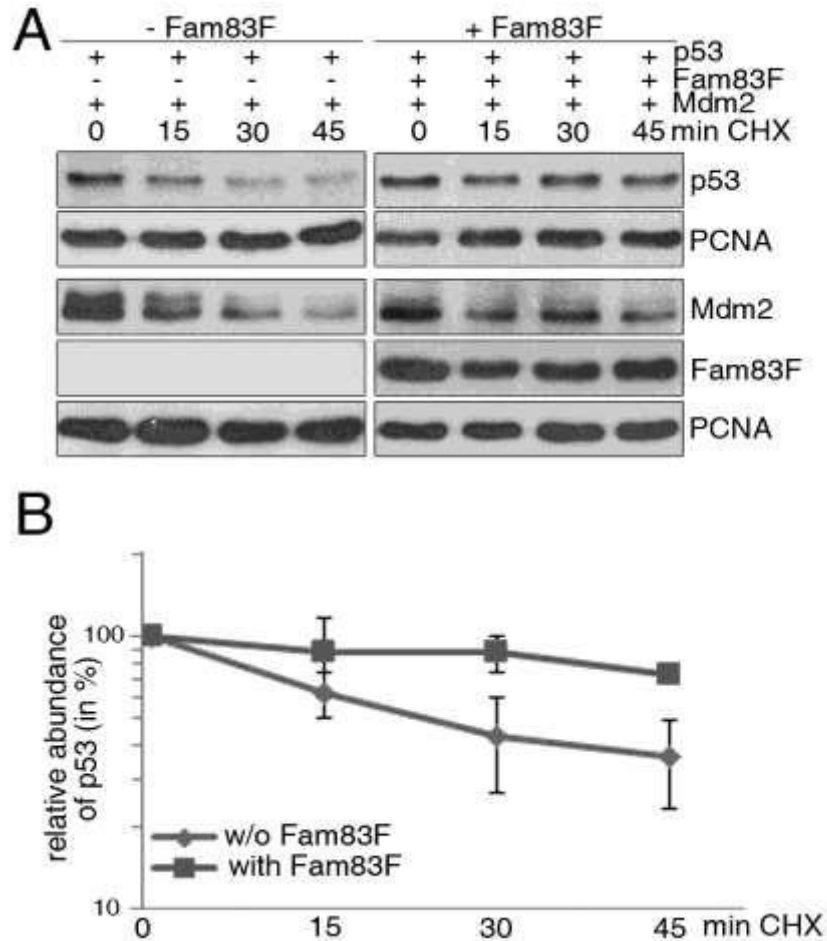 A
- Fam83F + Fam83F
+ + + + + + + + p53
- - - - + + + + Fam83F
+ + + + + + + + Mdm2
0 15 30 45 0 15 30 45 min CHX
p53
PCNA
Mdm2
Fam83F
PCNA
B
relative abundance
of p53 (in %)
100
10
w/o Fam83F
with Fam83F
0 15 30 45 min CHX